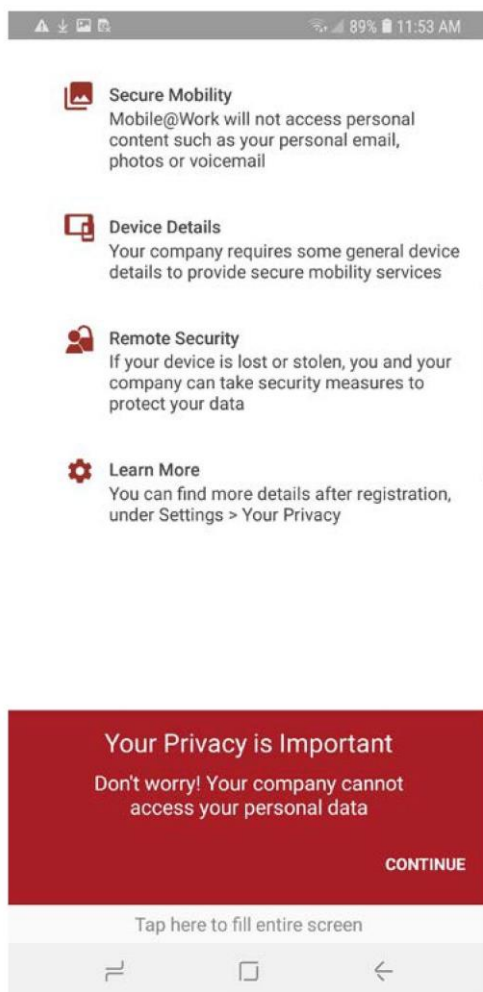 89% 11:53 AM
Secure Mobility
Mobile@Work will not access personal
content such as your personal email,
photos or voicemail
Device Details
Your company requires some general device
details to provide secure mobility services
Remote Security
If your device is lost or stolen, you and your
company can take security measures to
protect your data
Learn More
You can find more details after registration,
under Settings > Your Privacy
Your Privacy is Important
Don't worry! Your company cannot
access your personal data
CONTINUE
Tap here to fill entire screen